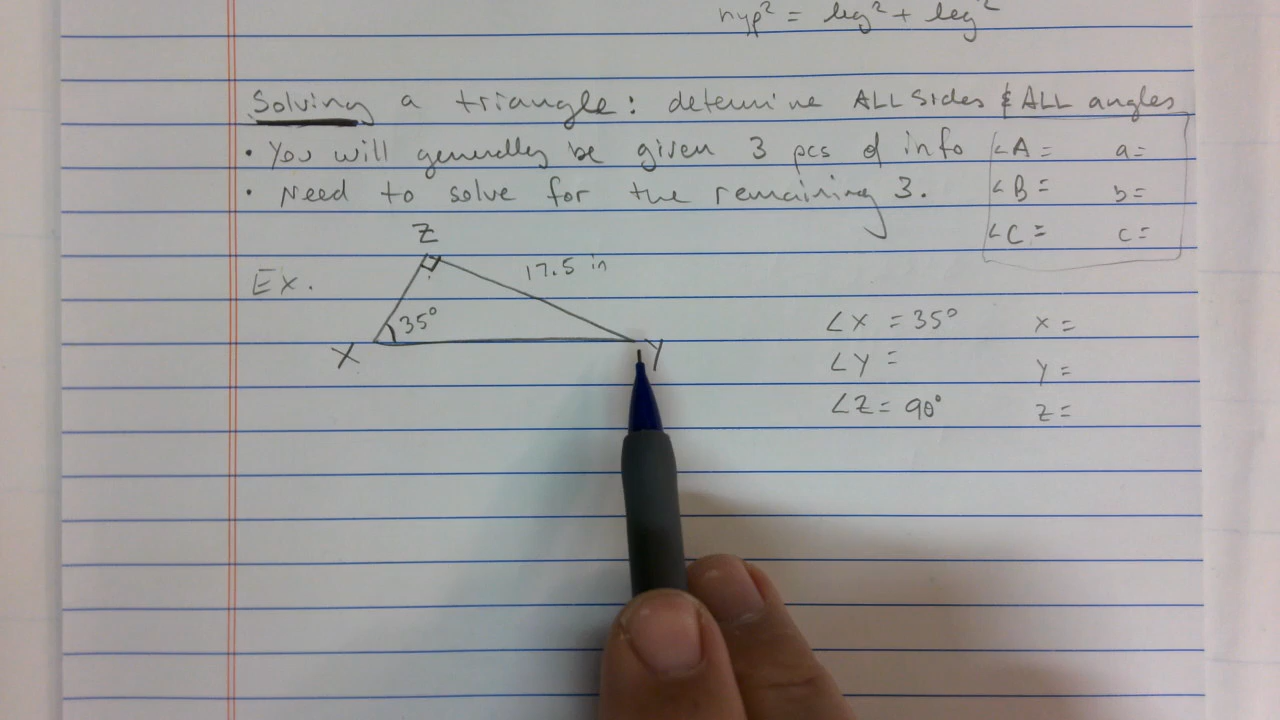 hyp² = leg² + leg²
Solving a triangle: determine ALL sides & ALL angles
• You will generally be given 3 pcs of info
• Need to solve for the remaining 3.
∠A = a=
∠B = b=
∠C = c=
Ex.
Z
17.5 in
35°
X
Y
∠X = 35° x =
∠Y = y =
∠Z = 90° z =